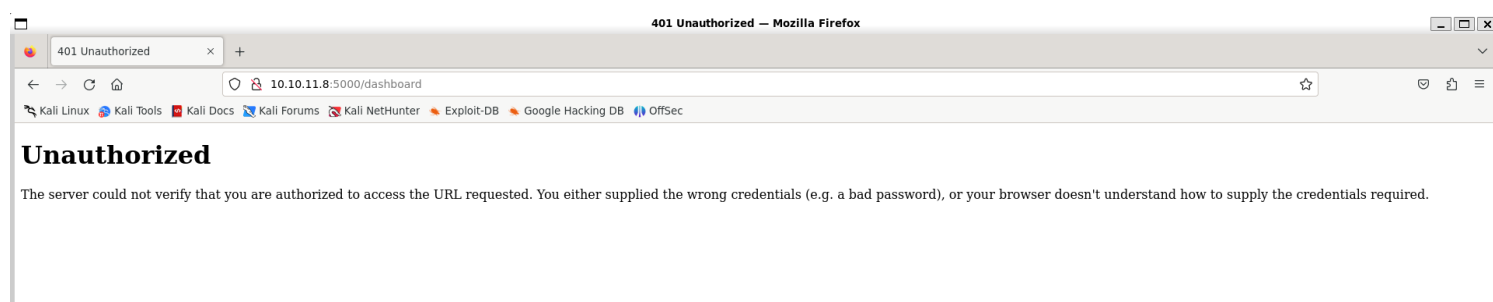 401 Unauthorized — Mozilla Firefox
401 Unauthorized
10.10.11.8:5000/dashboard
Kali Linux Kali Tools Kali Docs Kali Forums Kali NetHunter Exploit-DB Google Hacking DB OffSec
Unauthorized
The server could not verify that you are authorized to access the URL requested. You either supplied the wrong credentials (e.g. a bad password), or your browser doesn't understand how to supply the credentials required.